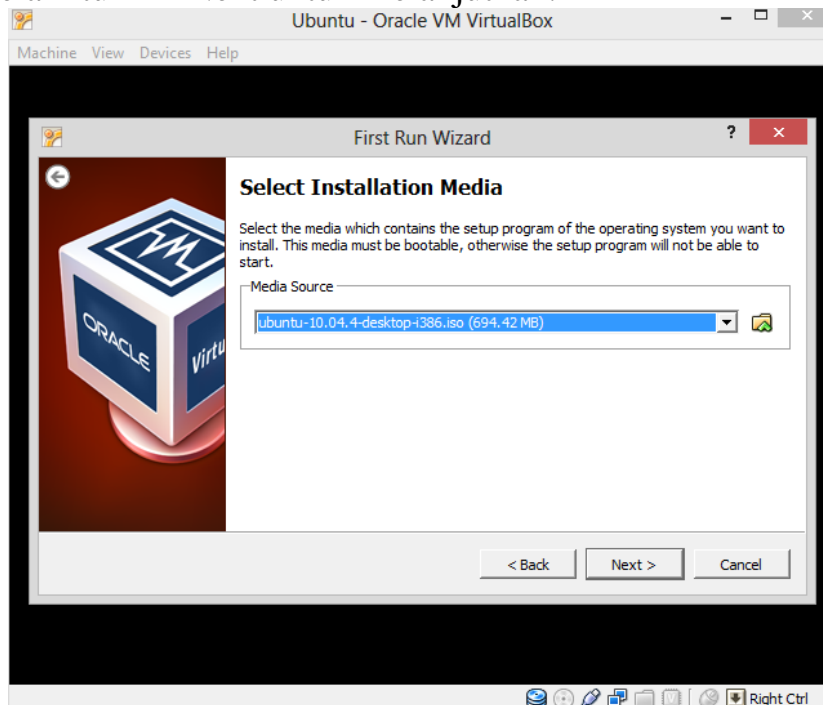 Ubuntu - Oracle VM VirtualBox
Machine View Devices Help
First Run Wizard
?
Select Installation Media
Select the media which contains the setup program of the operating system you want to
install. This media must be bootable, otherwise the setup program will not be able to
start.
Media Source
ubuntu-10.04.4-desktop-i386.iso (694.42 MB)
ORACLE
Virtu
< Back Next > Cancel
Right Ctrl